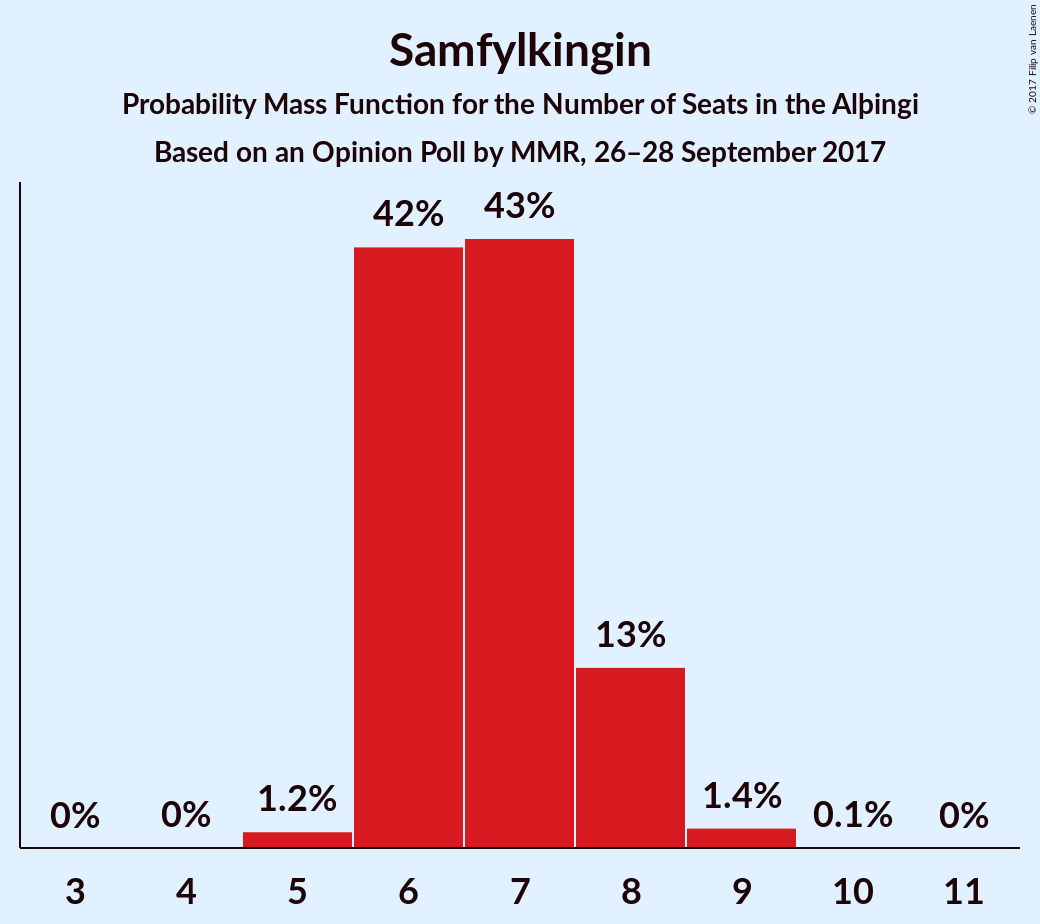 Samfylkingin
Probability Mass Function for the Number of Seats in the Alþingi
Based on an Opinion Poll by MMR, 26–28 September 2017
© 2017 Filip van Laenen
0% 0% 1.2% 42% 43% 13% 1.4% 0.1% 0%
3 4 5 6 7 8 9 10 11